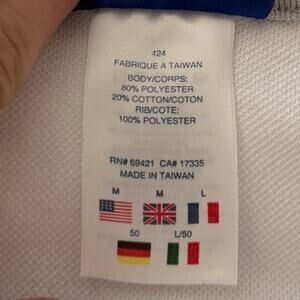 424
FABRIQUE A TAIWAN
BODY/CORPS:
80% POLYESTER
20% COTTON/COTON
RIB/COTE:
100% POLYESTER
RN# 69421 CA# 17335
MADE IN TAIWAN
M M L
50 L/50